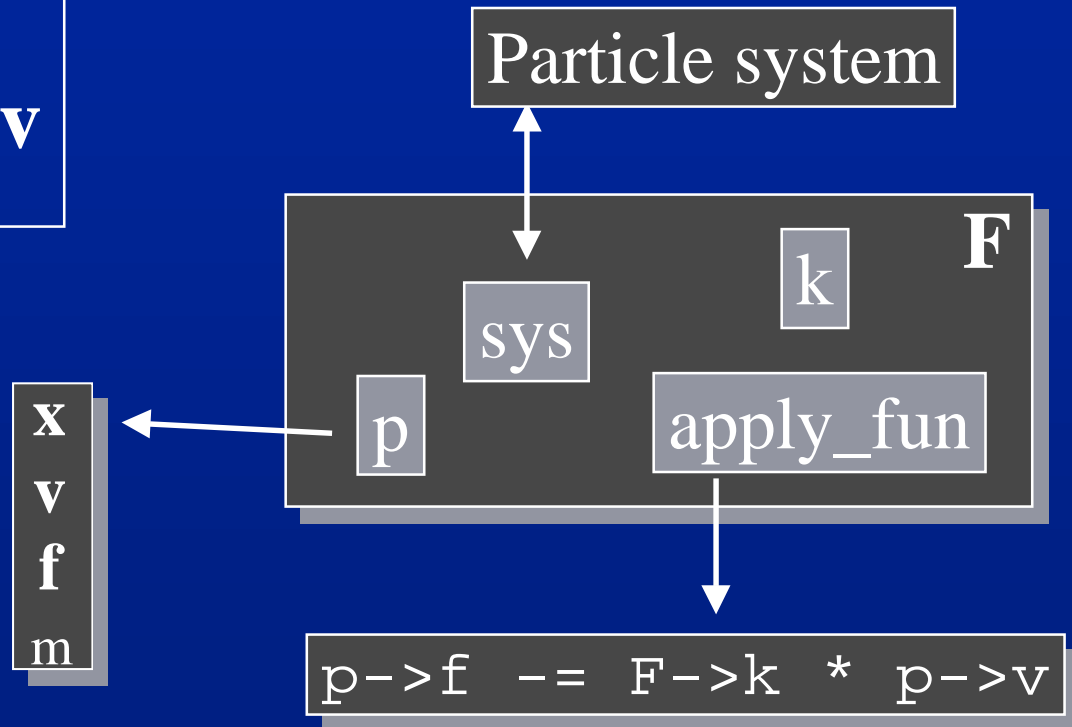 Particle system
v
F
k
sys
p
apply_fun
x
v
f
m
p->f -= F->k * p->v